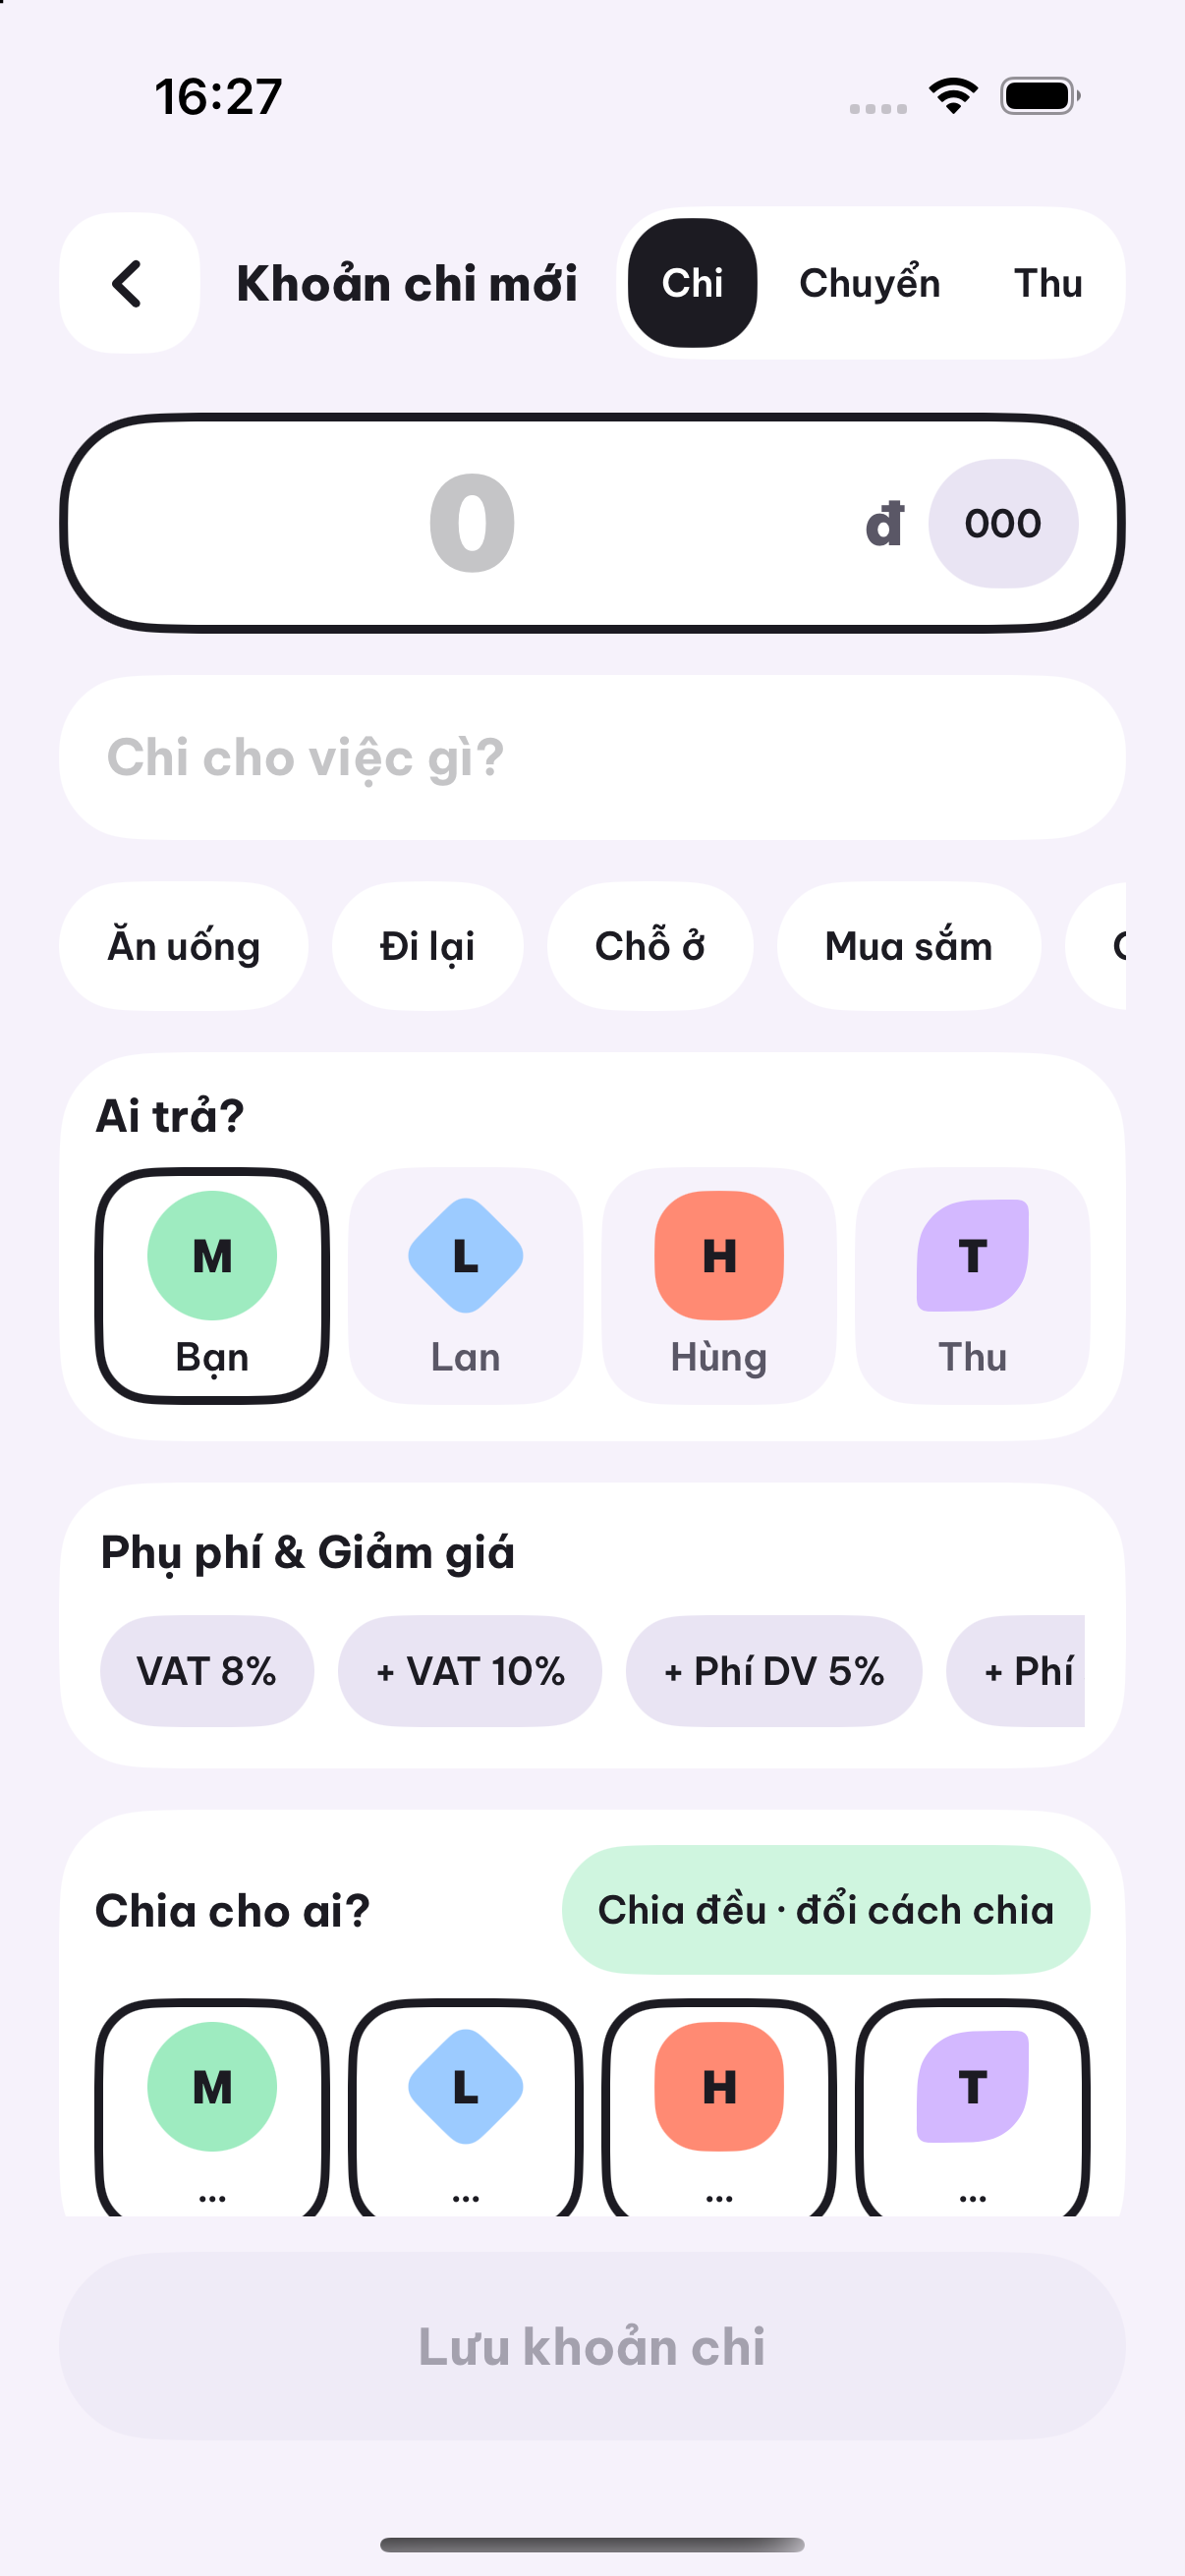 16:27
Khoản chi mới
Chi
Chuyển
Thu
0 đ 000
Chi cho việc gì?
Ăn uống
Đi lại
Chỗ ở
Mua sắm
Ai trả?
M
L
H
T
Bạn
Lan
Hùng
Thu
Phụ phí & Giảm giá
VAT 8%
+ VAT 10%
+ Phí DV 5%
+ Phí
Chia cho ai?
Chia đều · đổi cách chia
M
L
H
T
...
...
...
...
Lưu khoản chi